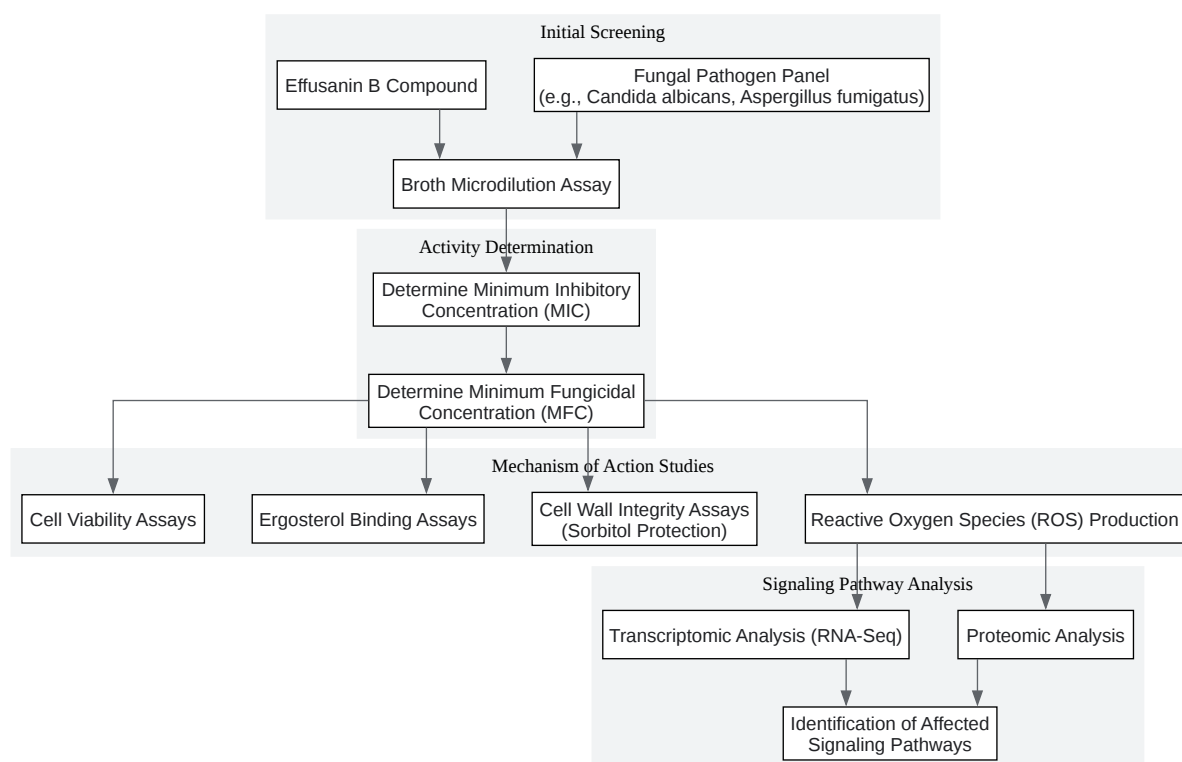 Initial Screening
Effusanin B Compound
Fungal Pathogen Panel
(e.g., Candida albicans, Aspergillus fumigatus)
Broth Microdilution Assay
Activity Determination
Determine Minimum Inhibitory
Concentration (MIC)
Determine Minimum Fungicidal
Concentration (MFC)
Mechanism of Action Studies
Cell Viability Assays
Ergosterol Binding Assays
Cell Wall Integrity Assays
(Sorbitol Protection)
Reactive Oxygen Species (ROS) Production
Signaling Pathway Analysis
Transcriptomic Analysis (RNA-Seq)
Proteomic Analysis
Identification of Affected
Signaling Pathways